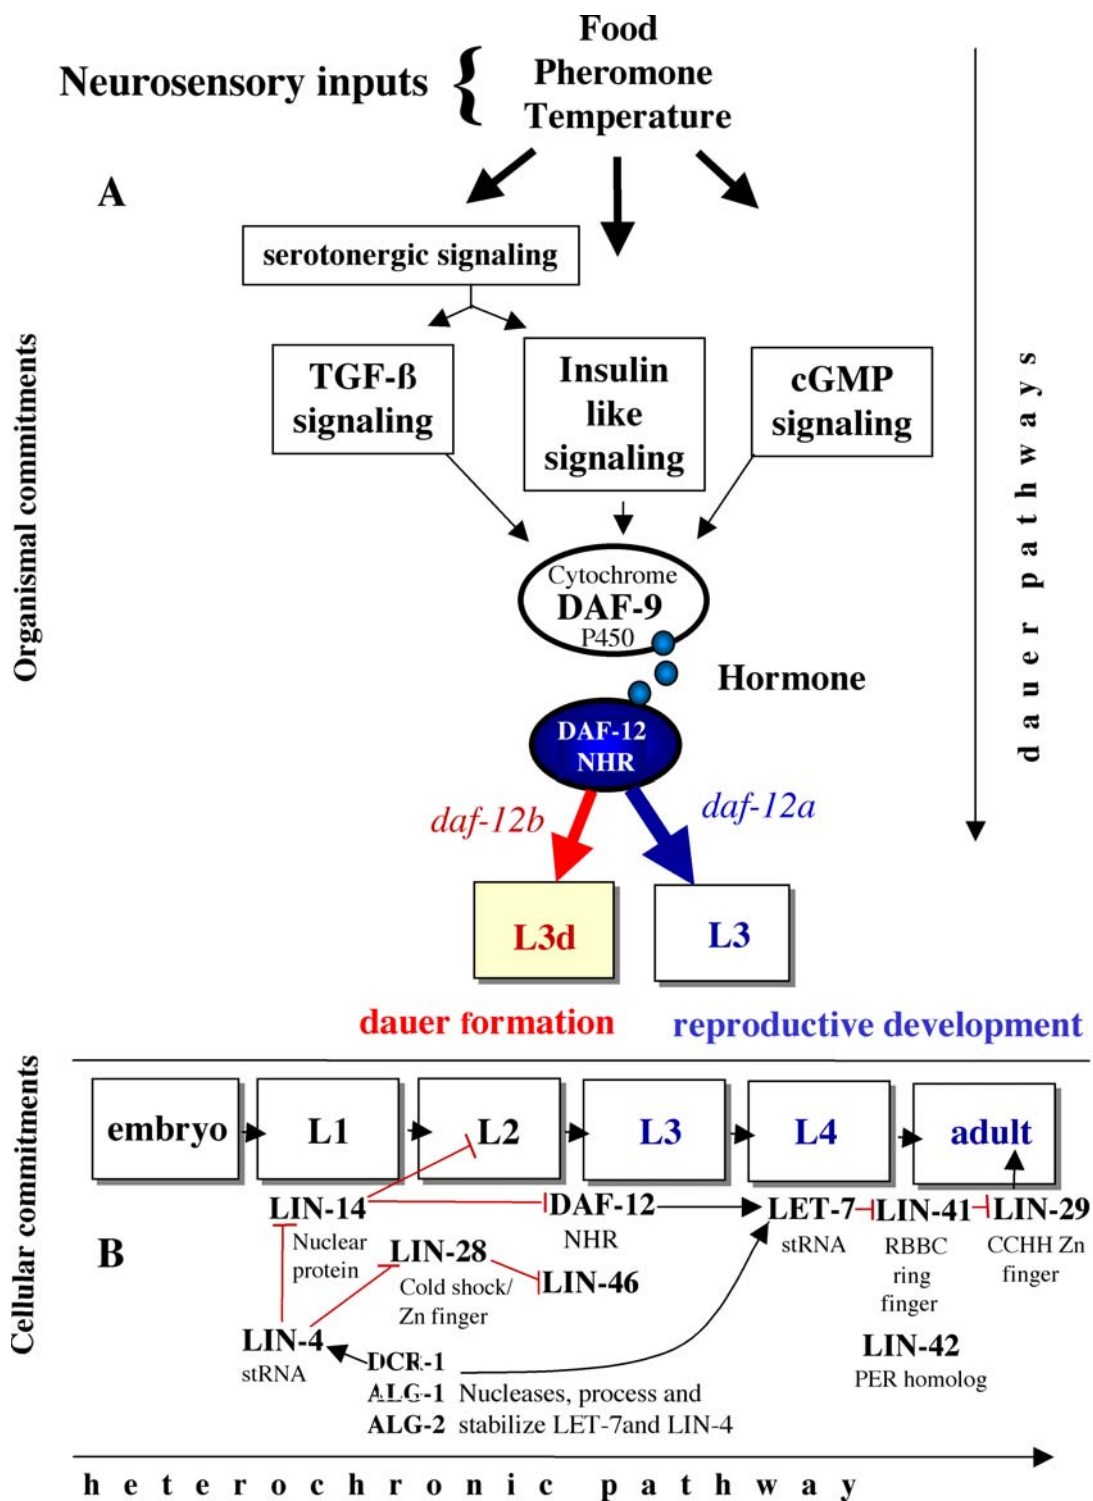 Food
Neurosensory inputs { Pheromone
Temperature
A
serotonergic signaling
TGF-ß
signaling
Insulin
like
signaling
cGMP
signaling
Organismal commitments
dauer pathways
Cytochrome
DAF-9
P450
Hormone
DAF-12
NHR
daf-12b
daf-12a
L3d
L3
dauer formation
reproductive development
Cellular commitments
embryo
L1
L2
L3
L4
adult
LIN-14
Nuclear
protein
DAF-12
NHR
LET-7
stRNA
LIN-41
RBBC
ring
finger
LIN-29
CCHH Zn
finger
B
LIN-28
Cold shock/
Zn finger
LIN-46
LIN-4
stRNA
LIN-42
PER homolog
DCR-1
ALG-1 Nucleases, process and
ALG-2 stabilize LET-7and LIN-4
heterochronic pathway